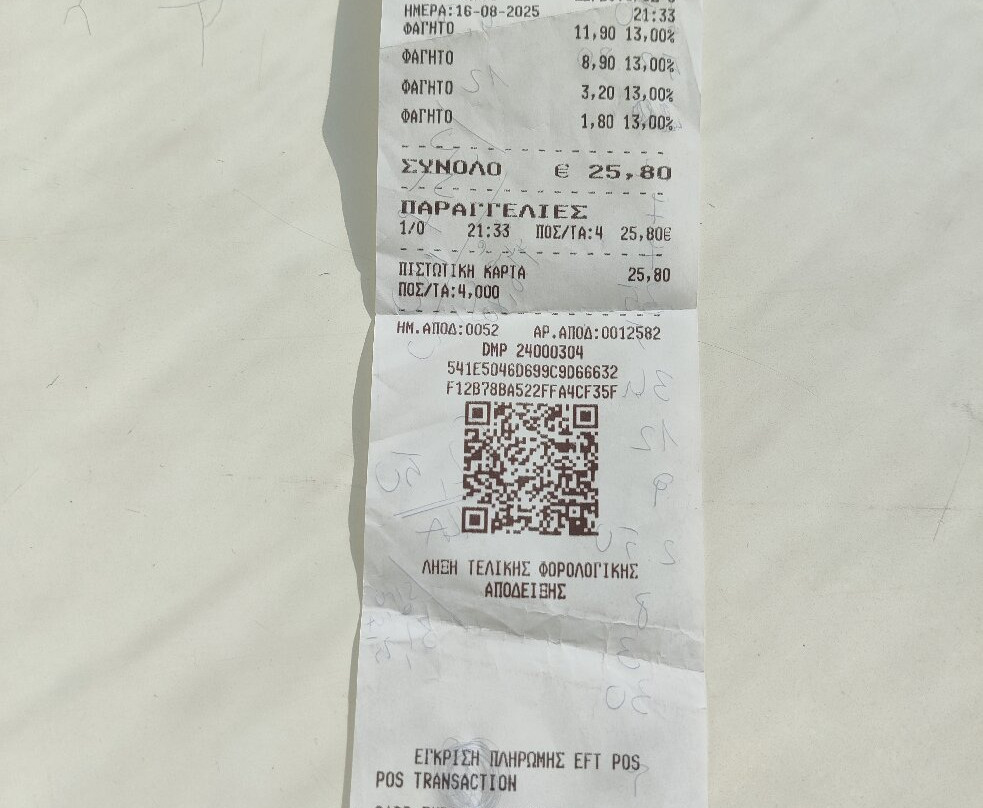 ΗΜΕΡΑ:16-08-2025 21:33
ΦΑΓΗΤΟ 11,90 13,00%
ΦΑΓΗΤΟ 8,90 13,00%
ΦΑΓΗΤΟ 3,20 13,00%
ΦΑΓΗΤΟ 1,80 13,00%
ΣΥΝΟΛΟ € 25,80
ΠΑΡΑΓΓΕΛΙΕΣ
1/0 21:33 ΠΟΣ/ΤΑ:4 25,80€
ΠΙΣΤΩΤΙΚΗ ΚΑΡΤΑ 25,80
ΠΟΣ/ΤΑ:4,000
ΗΜ.ΑΠΟΔ:0052 ΑΡ.ΑΠΟΔ:0012582
DMP 24000304
541E5046D699C9D66632
F12B78BA522FFA4CF35F
ΛΗΞΗ ΤΕΛΙΚΗΣ ΦΟΡΟΛΟΓΙΚΗΣ
ΑΠΟΔΕΙΞΗΣ
ΕΓΚΡΙΣΗ ΠΛΗΡΩΜΗΣ EFT POS
POS TRANSACTION